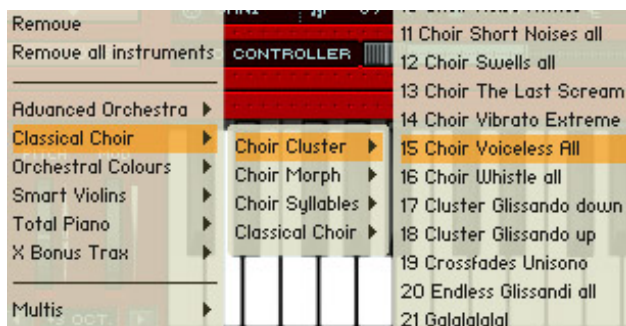 Remove
Remove all instruments
Advanced Orchestra
Classical Choir
Orchestral Colours
Smart Violins
Total Piano
X Bonus Trax
Multis
OCT.
CONTROLLER
Choir Cluster
Choir Morph
Choir Syllables
Classical Choir
11 Choir Short Noises all
12 Choir Swells all
13 Choir The Last Scream
14 Choir Vibrato Extreme
15 Choir Voiceless All
16 Choir Whistle all
17 Cluster Glissando down
18 Cluster Glissando up
19 Crossfades Unisono
20 Endless Glissandi all
21 Galalalalal